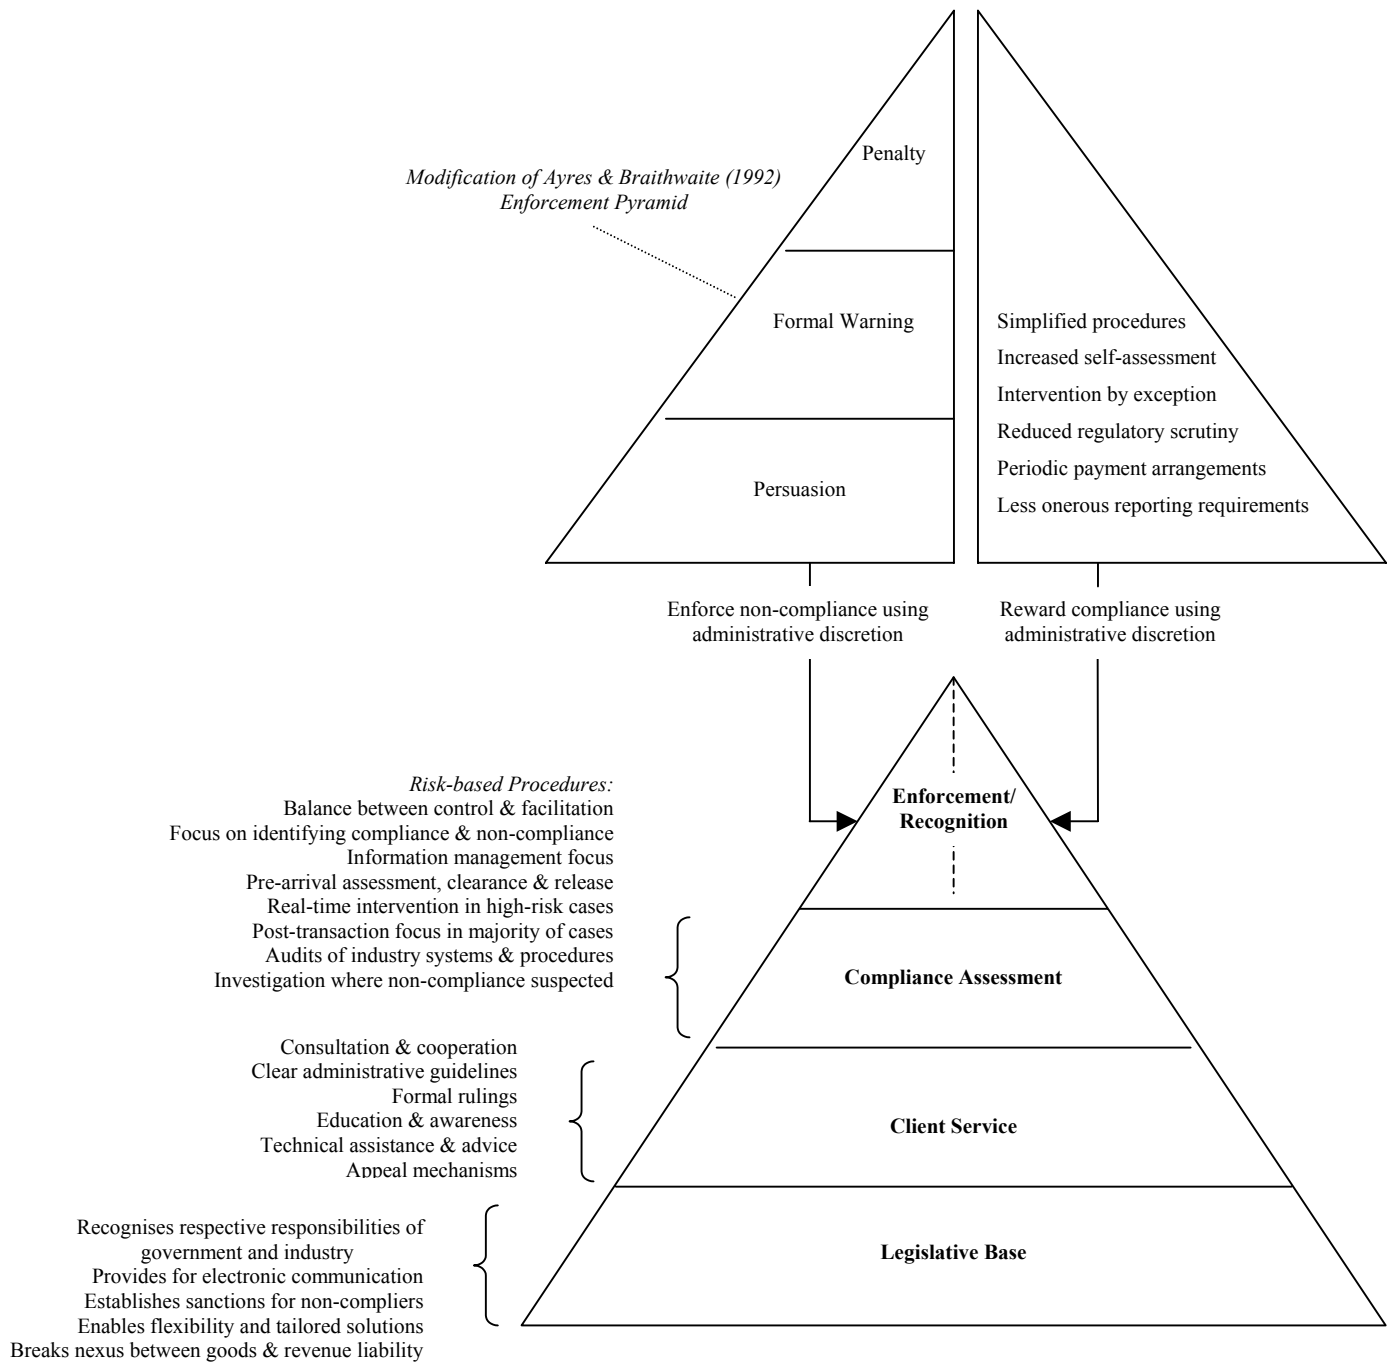 Penalty
Modification of Ayres & Braithwaite (1992)
Enforcement Pyramid
Formal Warning
Persuasion
Simplified procedures
Increased self-assessment
Intervention by exception
Reduced regulatory scrutiny
Periodic payment arrangements
Less onerous reporting requirements
Enforce non-compliance using
administrative discretion
Reward compliance using
administrative discretion
Enforcement/
Recognition
Risk-based Procedures:
Balance between control & facilitation
Focus on identifying compliance & non-compliance
Information management focus
Pre-arrival assessment, clearance & release
Real-time intervention in high-risk cases
Post-transaction focus in majority of cases
Audits of industry systems & procedures
Investigation where non-compliance suspected
Compliance Assessment
Consultation & cooperation
Clear administrative guidelines
Formal rulings
Education & awareness
Technical assistance & advice
Appeal mechanisms
Client Service
Recognises respective responsibilities of
government and industry
Provides for electronic communication
Establishes sanctions for non-compliers
Enables flexibility and tailored solutions
Breaks nexus between goods & revenue liability
Legislative Base